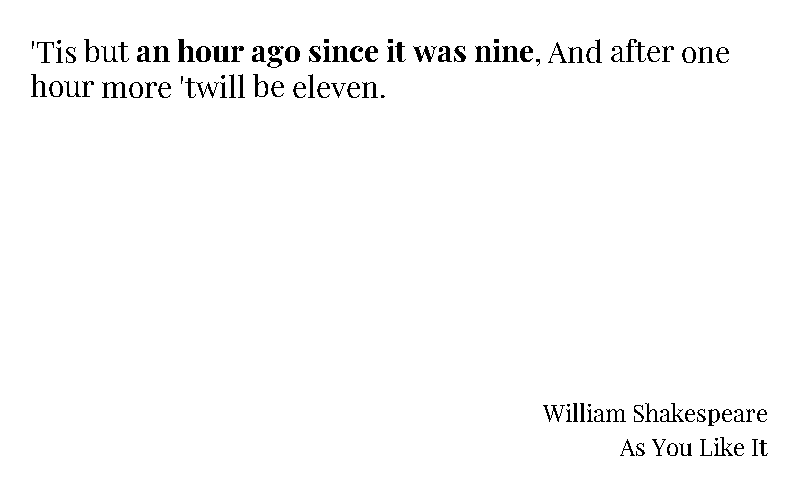 'Tis but an hour ago since it was nine, And after one
hour more 'twill be eleven.
William Shakespeare
As You Like It